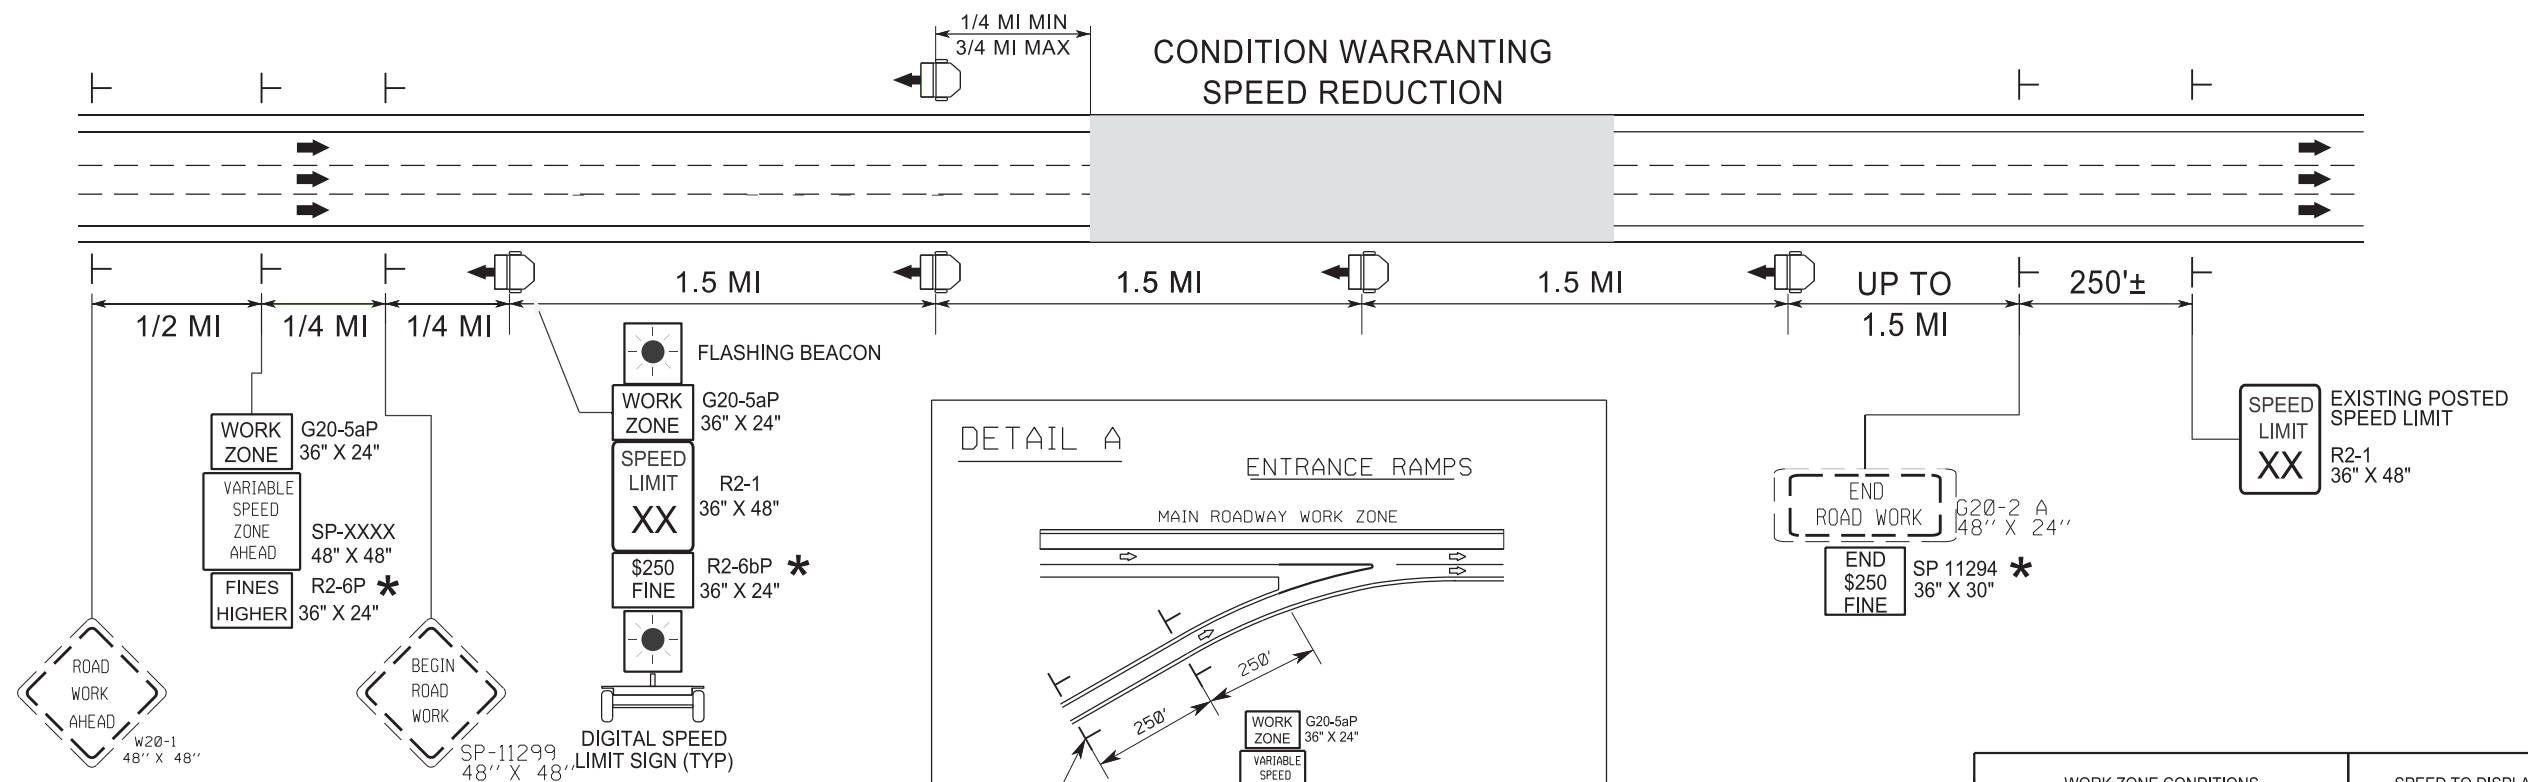 1/4 MI MIN
3/4 MI MAX
CONDITION WARRANTING
SPEED REDUCTION
1/2 MI
1/4 MI
1/4 MI
1.5 MI
1.5 MI
1.5 MI
UP TO
1.5 MI
250'±
ROAD
WORK
AHEAD
W20-1
48'' X 48''
WORK
ZONE
G20-5aP
36" X 24"
VARIABLE
SPEED
ZONE
AHEAD
SP-XXXX
48" X 48"
FINES
HIGHER
R2-6P *
36" X 24"
BEGIN
ROAD
WORK
SP-11299
48'' X 48''
FLASHING BEACON
WORK
ZONE
G20-5aP
36" X 24"
SPEED
LIMIT
XX
R2-1
36" X 48"
$250
FINE
R2-6bP *
36" X 24"
DIGITAL SPEED
LIMIT SIGN (TYP)
DETAIL A
ENTRANCE RAMPS
MAIN ROADWAY WORK ZONE
250'
250'
WORK
ZONE
G20-5aP
36" X 24"
VARIABLE
SPEED
END
ROAD WORK
G20-2 A
48'' X 24''
END
$250
FINE
SP 11294 *
36" X 30"
SPEED
LIMIT
XX
EXISTING POSTED
SPEED LIMIT
R2-1
36" X 48"
WORK ZONE CONDITIONS
SPEED TO DISPLA